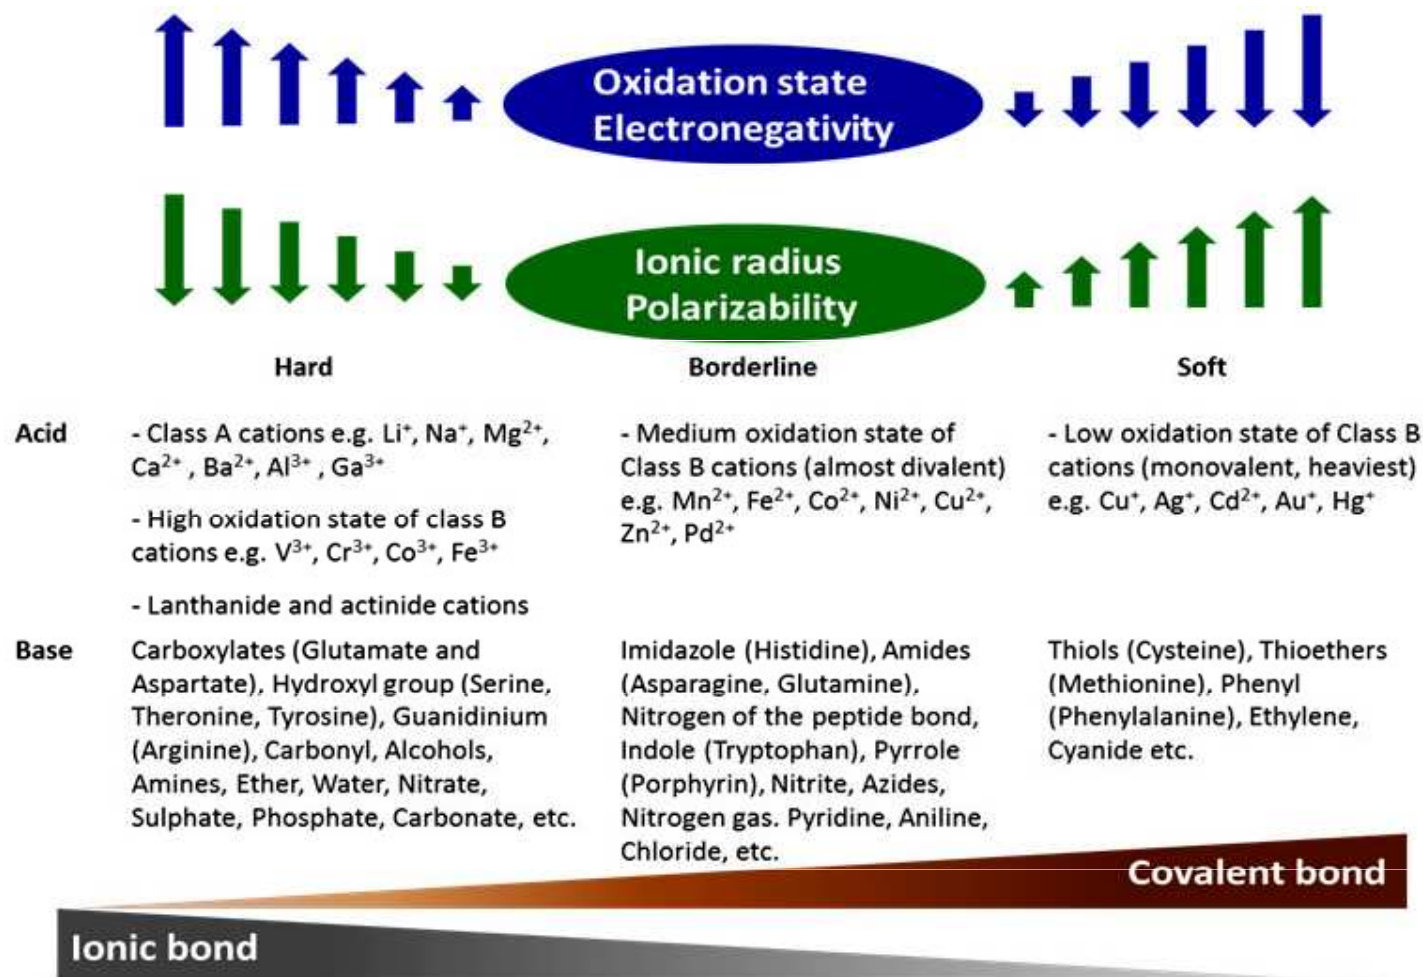 Oxidation state
Electronegativity
Ionic radius
Polarizability
Hard
Borderline
Soft
Acid
- Class A cations e.g. Li⁺, Na⁺, Mg²⁺,
Ca²⁺ , Ba²⁺, Al³⁺ , Ga³⁺
- High oxidation state of class B
cations e.g. V³⁺, Cr³⁺, Co³⁺, Fe³⁺
- Lanthanide and actinide cations
- Medium oxidation state of
Class B cations (almost divalent)
e.g. Mn²⁺, Fe²⁺, Co²⁺, Ni²⁺, Cu²⁺,
Zn²⁺, Pd²⁺
- Low oxidation state of Class B
cations (monovalent, heaviest)
e.g. Cu⁺, Ag⁺, Cd²⁺, Au⁺, Hg⁺
Base
Carboxylates (Glutamate and
Aspartate), Hydroxyl group (Serine,
Theronine, Tyrosine), Guanidinium
(Arginine), Carbonyl, Alcohols,
Amines, Ether, Water, Nitrate,
Sulphate, Phosphate, Carbonate, etc.
Imidazole (Histidine), Amides
(Asparagine, Glutamine),
Nitrogen of the peptide bond,
Indole (Tryptophan), Pyrrole
(Porphyrin), Nitrite, Azides,
Nitrogen gas. Pyridine, Aniline,
Chloride, etc.
Thiols (Cysteine), Thioethers
(Methionine), Phenyl
(Phenylalanine), Ethylene,
Cyanide etc.
Covalent bond
Ionic bond